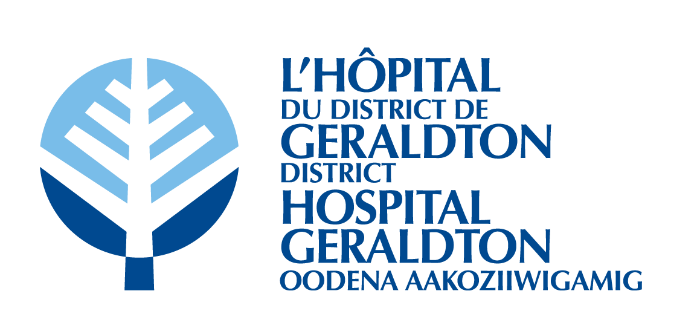 L'HÔPITAL
DU DISTRICT DE
GERALDTON
DISTRICT
HOSPITAL
GERALDTON
OODENA AAKOZIIWIGAMIG